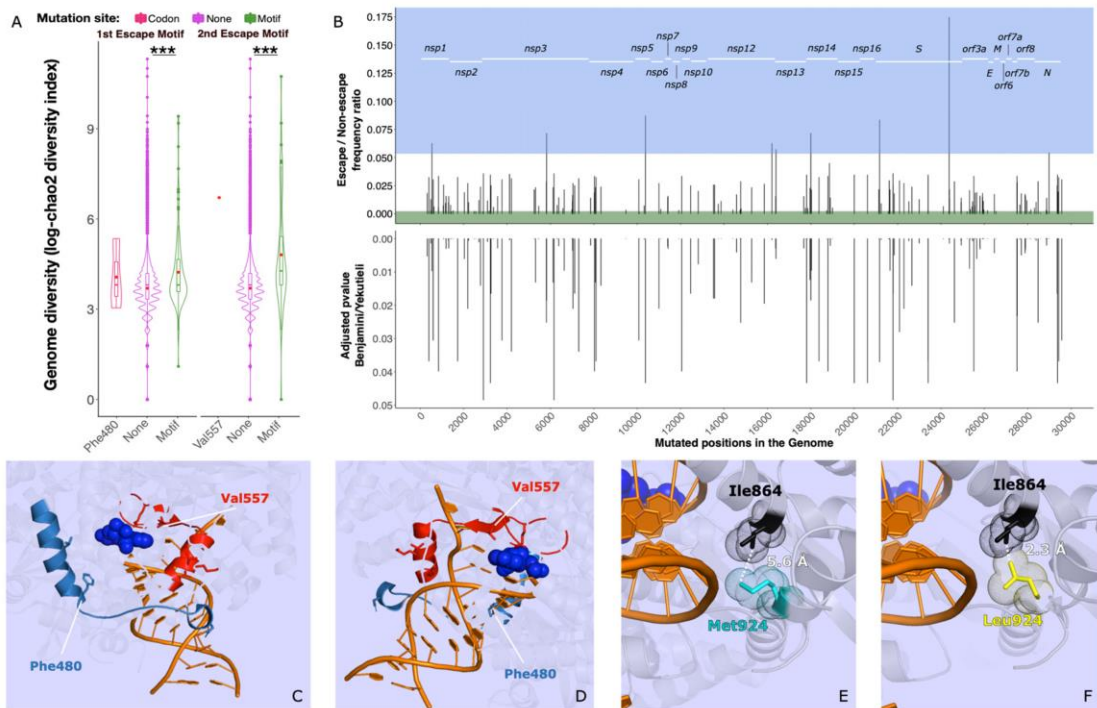 A
Mutation site: Codon None Motif
1st Escape Motif 2nd Escape Motif
*** ***
Genome diversity (log-chao2 diversity index)
9
6
3
0
Phe480
None
Motif
Val557
None
Motif
B
Escape / Non-escape
frequency ratio
0.175
0.150
0.125
0.100
0.075
0.050
0.025
0.000
nsp7 orf7a
nsp1 nsp3 nsp5 nsp9 nsp12 nsp14 nsp16 S orf3a M orf8
nsp2 nsp4 nsp6 nsp10 nsp13 nsp15 E orf7b N
nsp8 orf6
Adjusted pvalue
Benjamini/Yekutieli
0.00
0.01
0.02
0.03
0.04
0.05
0 2000 4000 6000 8000 10000 12000 14000 16000 18000 20000 22000 24000 26000 28000 30000
Mutated positions in the Genome
Val557
Phe480
C
Val557
Phe480
D
Ile864
5.6 Å
Met924
E
Ile864
2.3 Å
Leu924
F